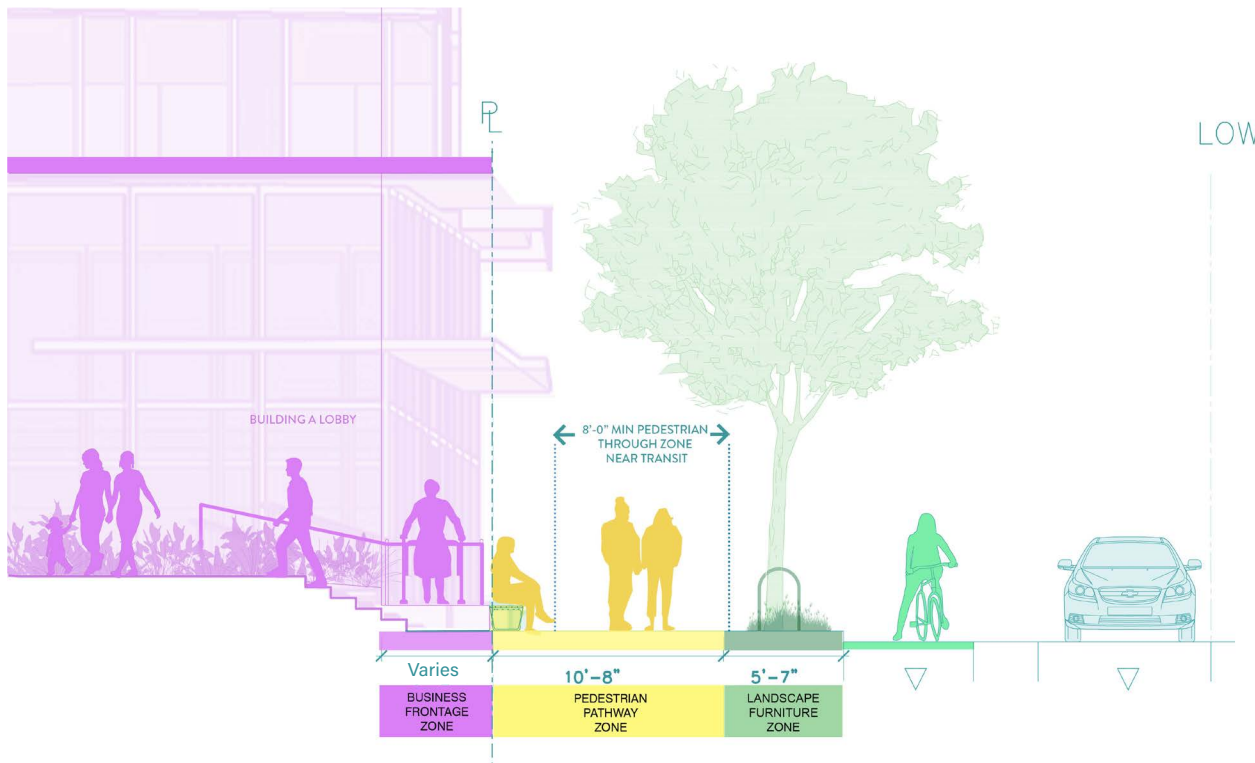 PL
LOW
BUILDING A LOBBY
8'-0" MIN PEDESTRIAN
THROUGH ZONE
NEAR TRANSIT
Varies
10'-8"
5'-7"
BUSINESS
FRONTAGE
ZONE
PEDESTRIAN
PATHWAY
ZONE
LANDSCAPE
FURNITURE
ZONE